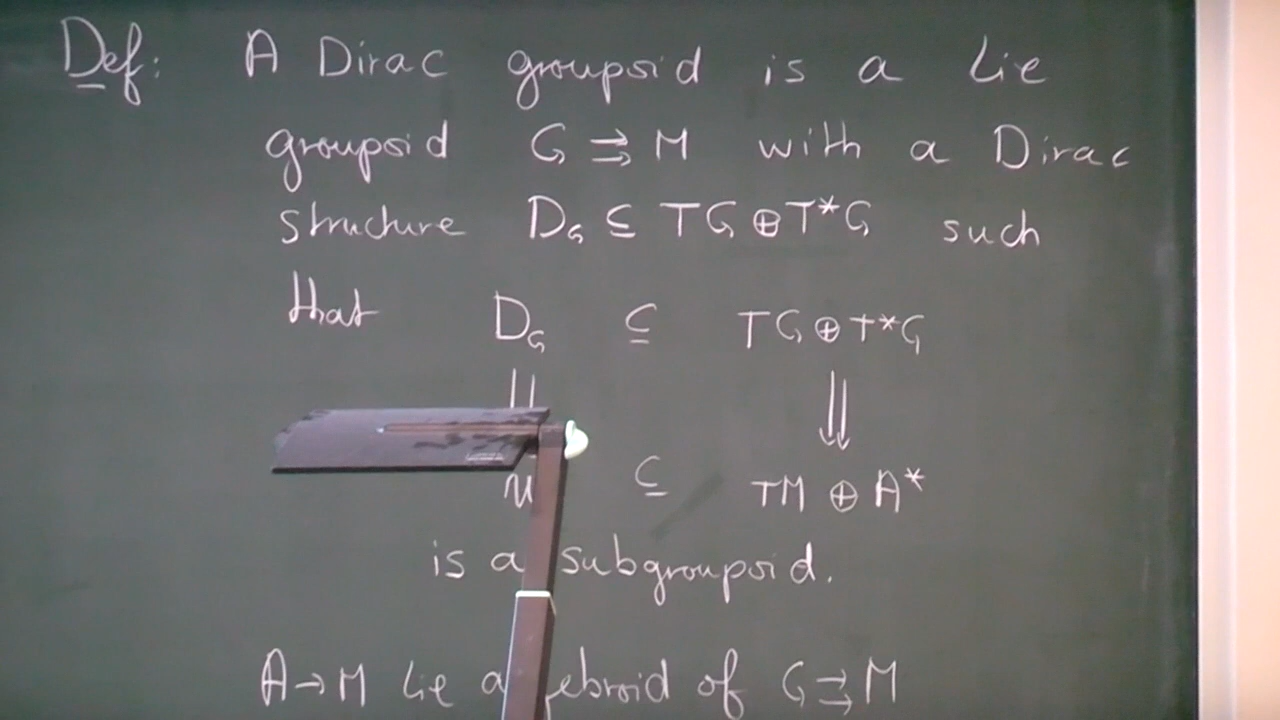 Def: A Dirac groupoid is a Lie
groupoid G ⇉ M with a Dirac
structure D_G ⊆ TG ⊕ T*G such
that D_G ⊆ TG ⊕ T*G
⇓
⊆ TM ⊕ A*
is a subgroupoid.
A → M Lie of G ⇉ M